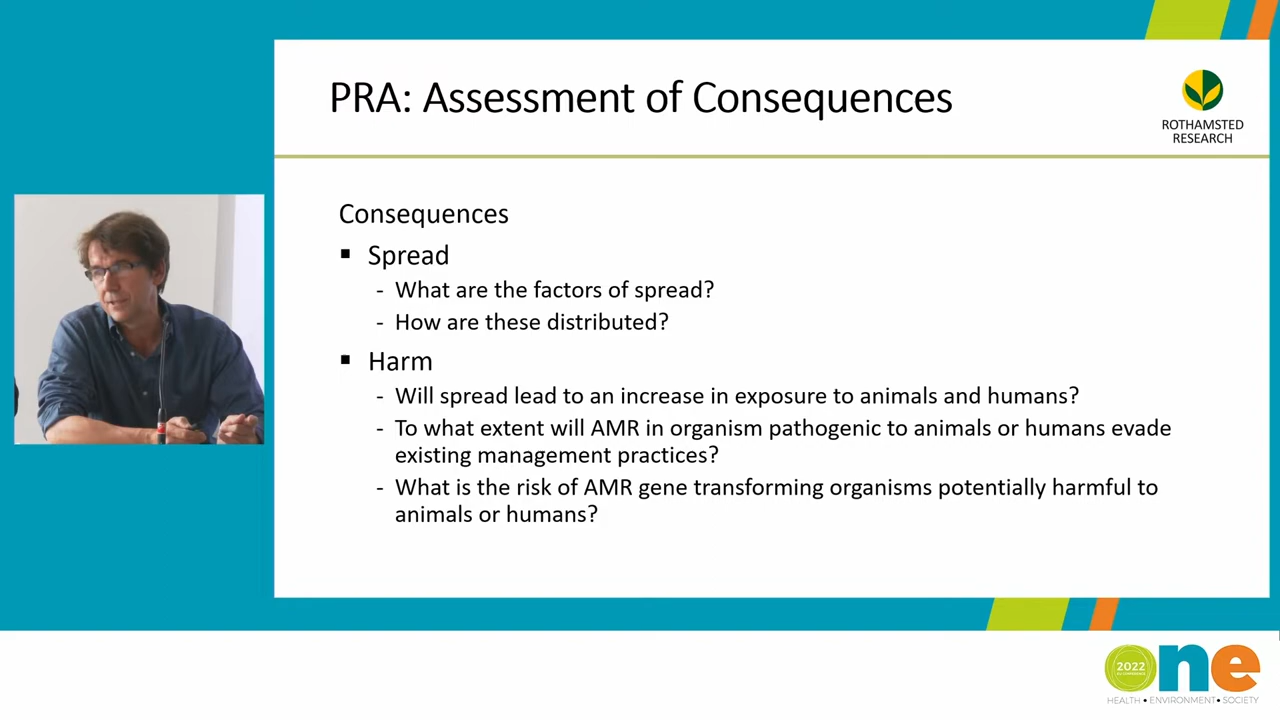 PRA: Assessment of Consequences
ROTHAMSTED
RESEARCH
Consequences
▪ Spread
- What are the factors of spread?
- How are these distributed?
▪ Harm
- Will spread lead to an increase in exposure to animals and humans?
- To what extent will AMR in organism pathogenic to animals or humans evade
existing management practices?
- What is the risk of AMR gene transforming organisms potentially harmful to
animals or humans?
2022
one
HEALTH • ENVIRONMENT • SOCIETY